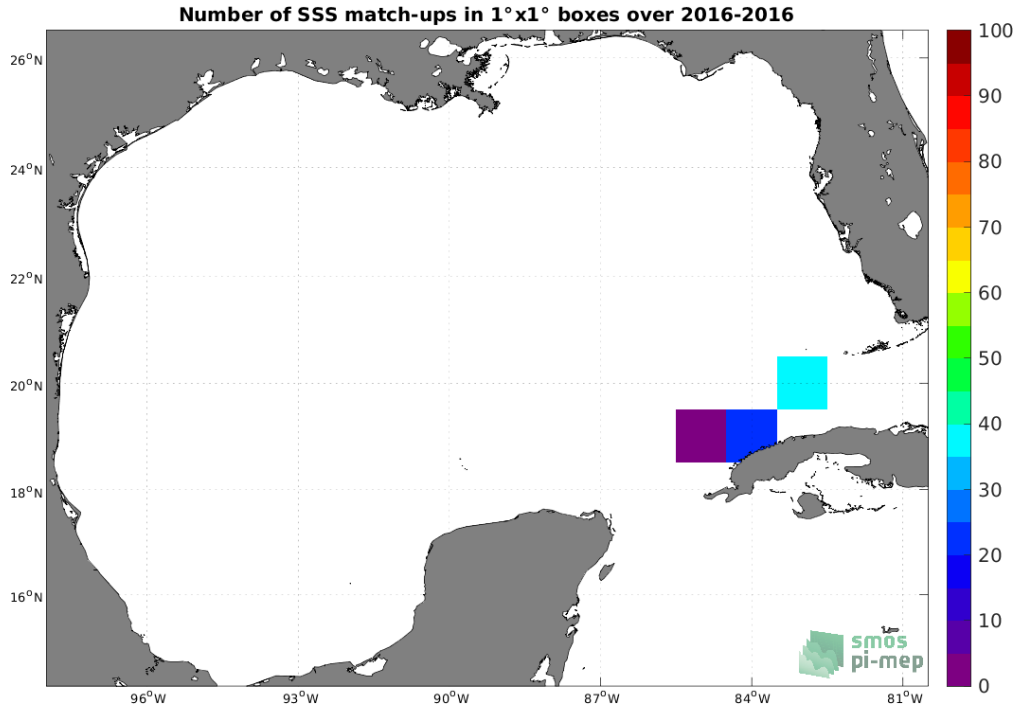 Number of SSS match-ups in 1°x1° boxes over 2016-2016
26°N
24°N
22°N
20°N
18°N
16°N
96°W
93°W
90°W
87°W
84°W
81°W
100
90
80
70
60
50
40
30
20
10
0
smos
pi-mep